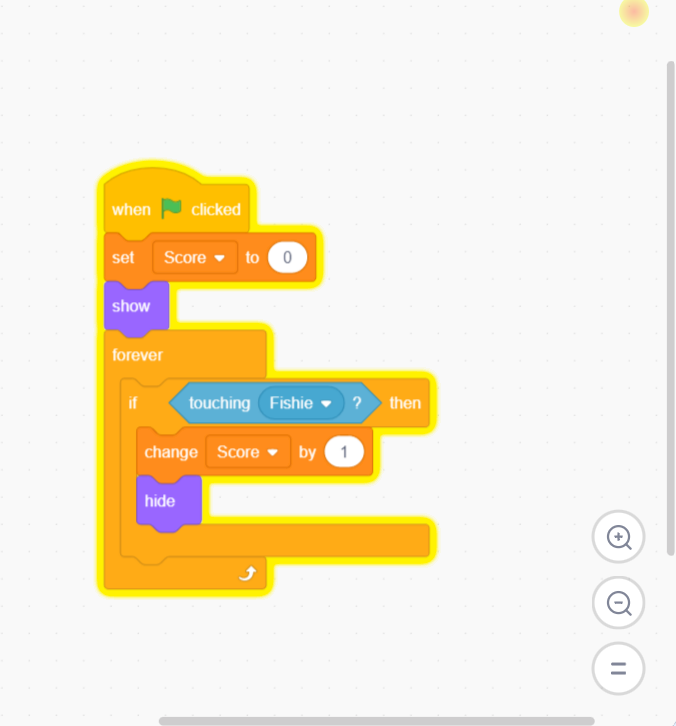 when clicked
set Score to 0
show
forever
if touching Fishie ? then
change Score by 1
hide